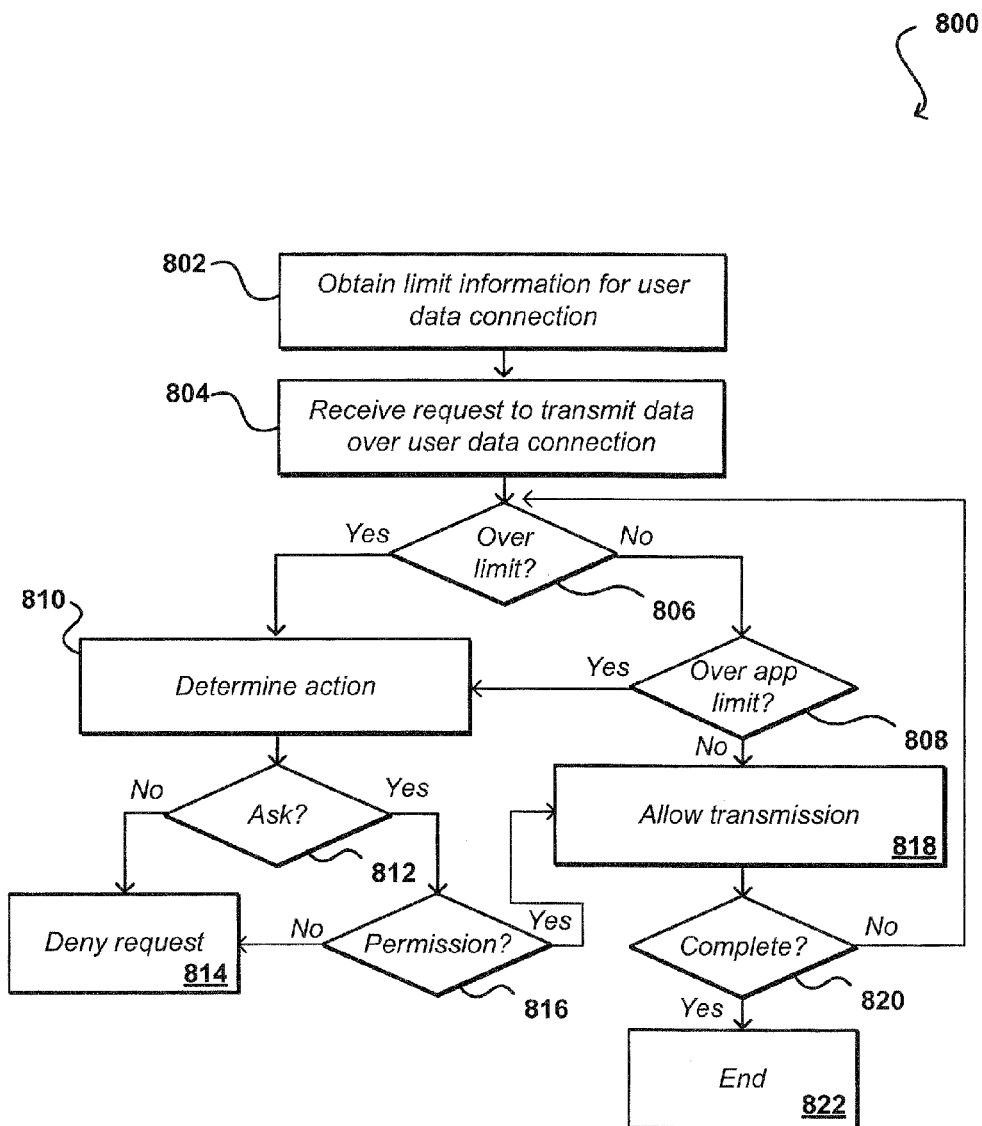 800
802
Obtain limit information for user
data connection
804
Receive request to transmit data
over user data connection
Yes
Over
limit?
No
806
810
Determine action
Yes
Over app
limit?
808
No
No
Ask?
Yes
812
Allow transmission
818
Deny request
814
No
Permission?
Yes
816
Complete?
No
820
Yes
End
822